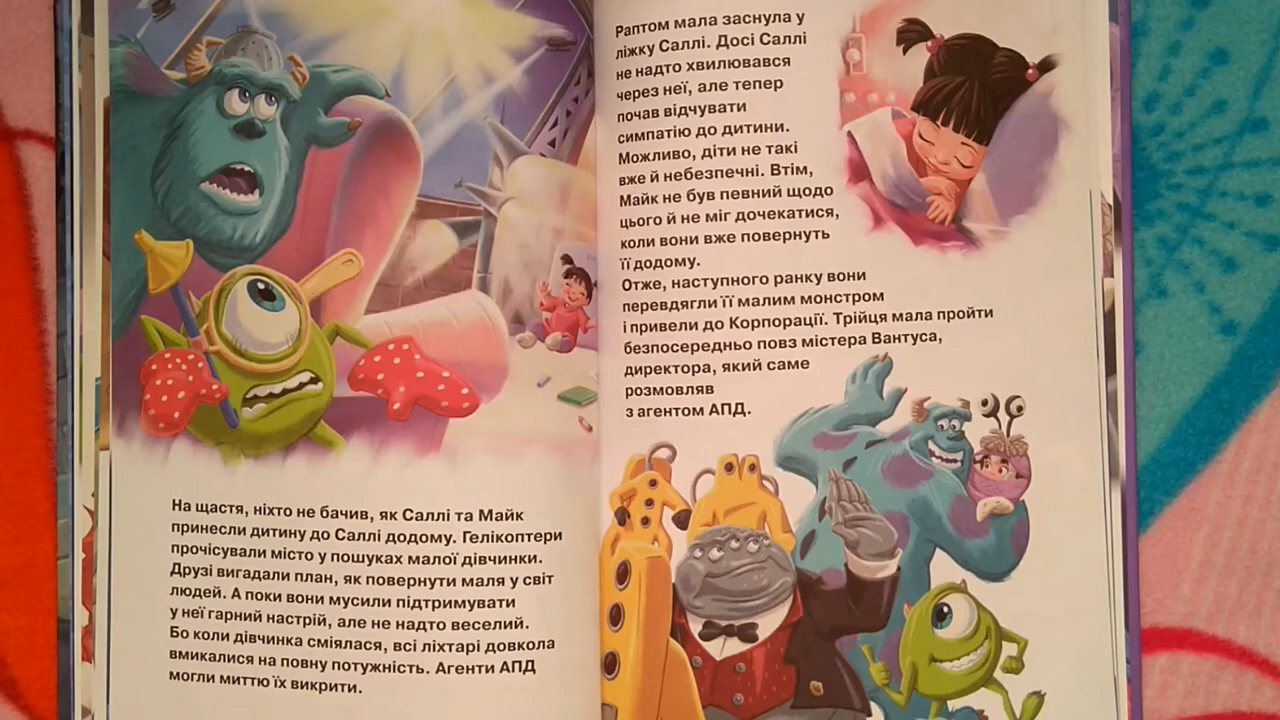 На щастя, ніхто не бачив, як Саллі та Майк
принесли дитину до Саллі додому. Гелікоптери
прочісували місто у пошуках малої дівчинки.
Друзі вигадали план, як повернути маля у світ
людей. А поки вони мусили підтримувати
у неї гарний настрій, але не надто веселий.
Бо коли дівчинка сміялася, всі ліхтарі довкола
вмикалися на повну потужність. Агенти АПД
могли миттю їх викрити.
Раптом мала заснула у
ліжку Саллі. Досі Саллі
не надто хвилювався
через неї, але тепер
почав відчувати
симпатію до дитини.
Можливо, діти не такі
вже й небезпечні. Втім,
Майк не був певний щодо
цього й не міг дочекатися,
коли вони вже повернуть
її додому.
Отже, наступного ранку вони
перевдягли її малим монстром
і привели до Корпорації. Трійця мала пройти
безпосередньо повз містера Вантуса,
директора, який саме
розмовляв
з агентом АПД.